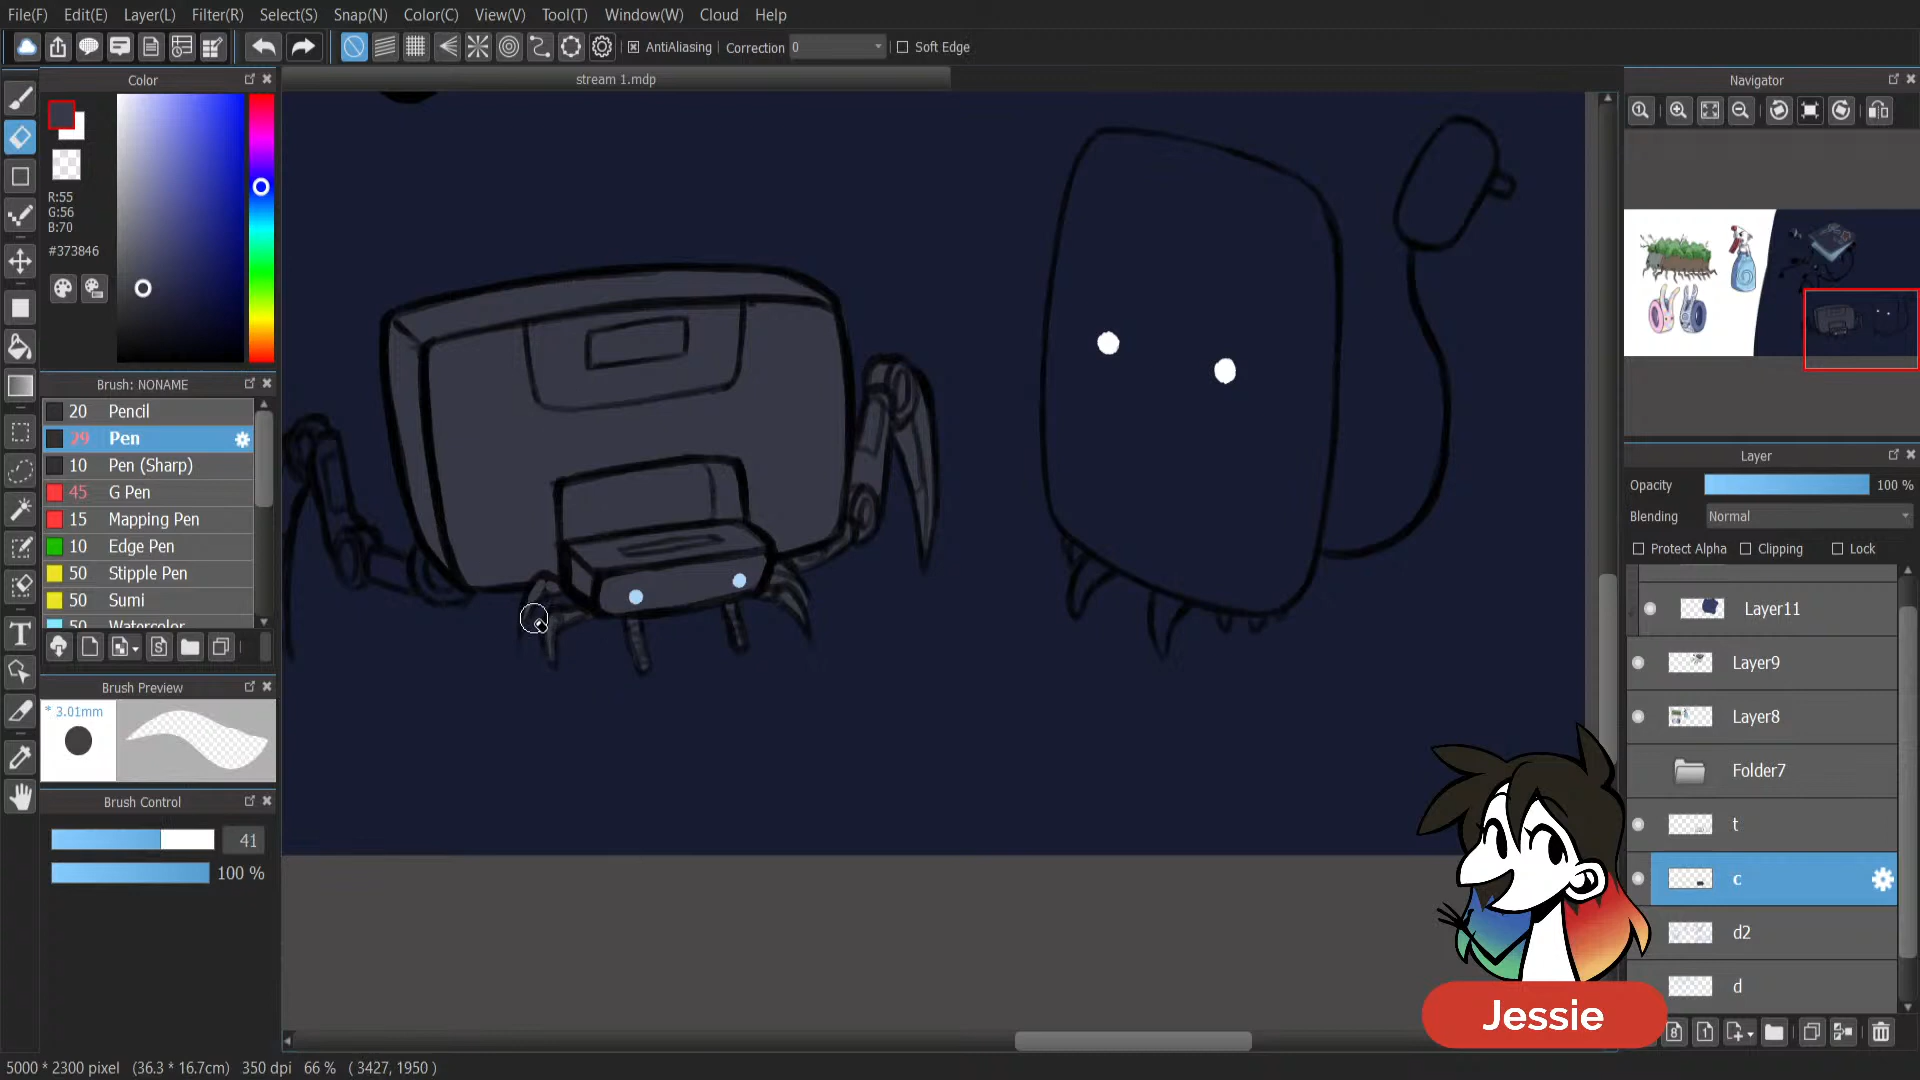 File(F) Edit(E) Layer(L) Filter(R) Select(S) Snap(N) Color(C) View(V) Tool(T) Window(W) Cloud Help
AntiAliasing Correction 0 Soft Edge
Color
stream 1.mdp
Navigator
R:55
G:56
B:70
#373846
Brush: NONAME
20 Pencil
29 Pen
10 Pen (Sharp)
45 G Pen
15 Mapping Pen
10 Edge Pen
50 Stipple Pen
50 Sumi
50 Watercolor
Brush Preview
* 3.01mm
Brush Control
41
100 %
Layer
Opacity 100 %
Blending Normal
Protect Alpha Clipping Lock
Layer11
Layer9
Layer8
Folder7
t
c
d2
d
Jessie
5000 * 2300 pixel (36.3 * 16.7cm) 350 dpi 66 % ( 3427, 1950 )